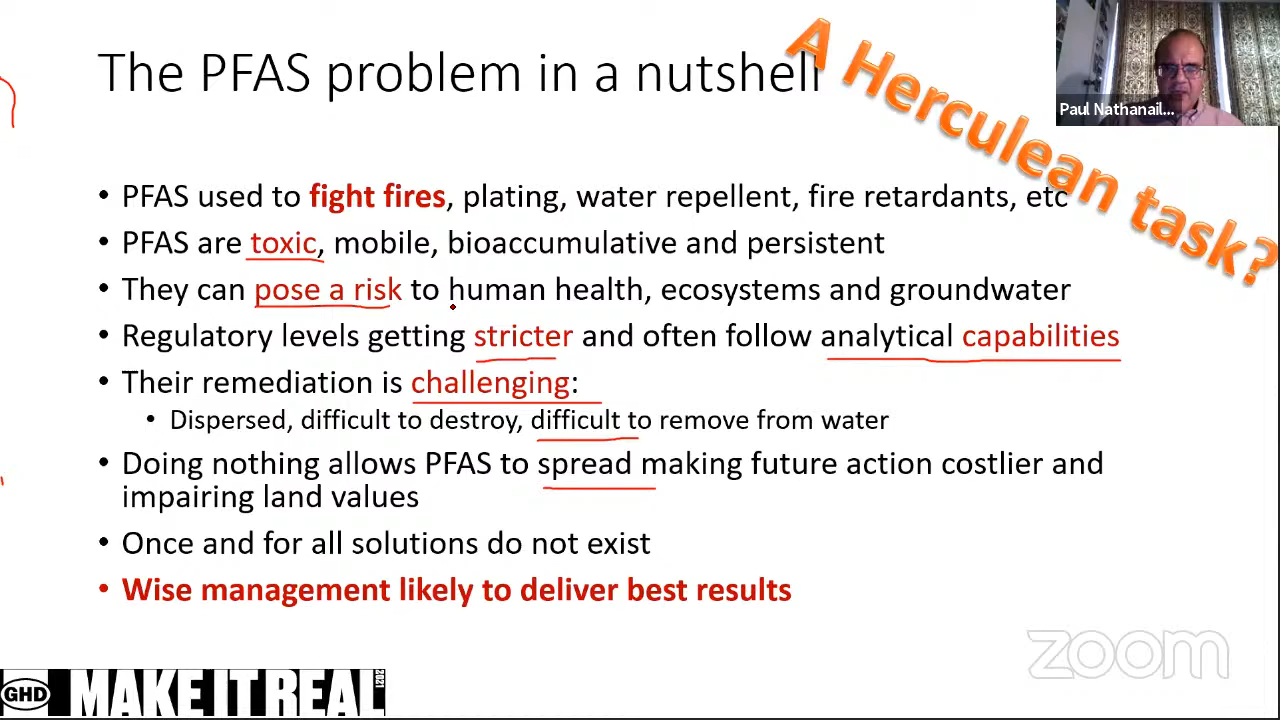 The PFAS problem in a nutshell
A Herculean task?
Paul Nathanail...
• PFAS used to fight fires, plating, water repellent, fire retardants, etc
• PFAS are toxic, mobile, bioaccumulative and persistent
• They can pose a risk to human health, ecosystems and groundwater
• Regulatory levels getting stricter and often follow analytical capabilities
• Their remediation is challenging:
• Dispersed, difficult to destroy, difficult to remove from water
• Doing nothing allows PFAS to spread making future action costlier and
impairing land values
• Once and for all solutions do not exist
• Wise management likely to deliver best results
zoom
GHD MAKE IT REAL 2021